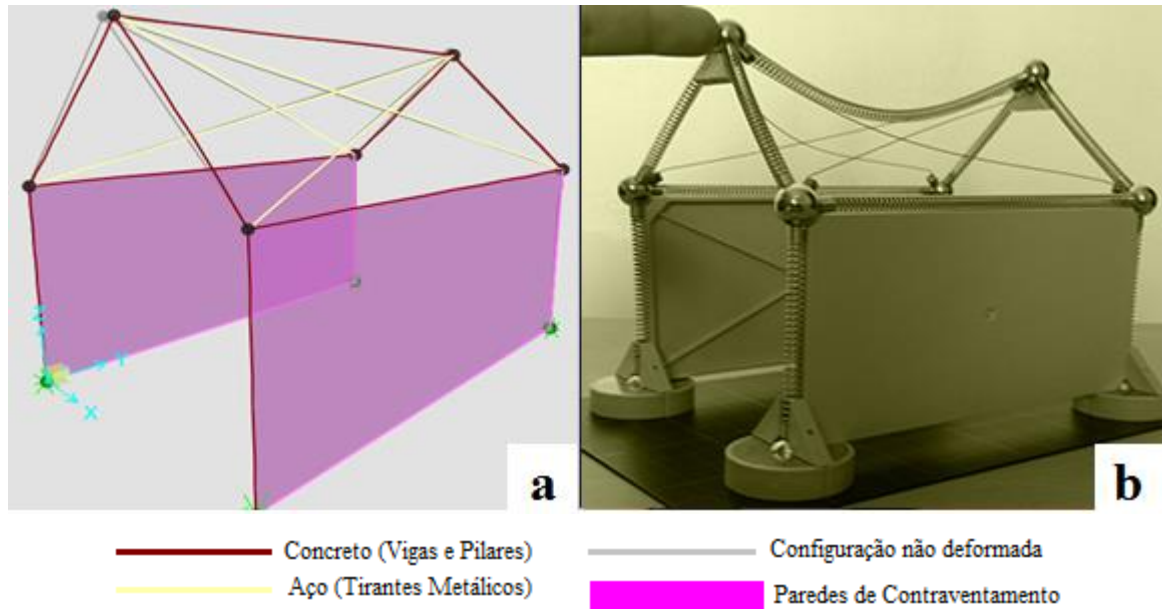 Z
Y
X
a
b
Concreto (Vigas e Pilares)
Configuração não deformada
Aço (Tirantes Metálicos)
Paredes de Contraventamento